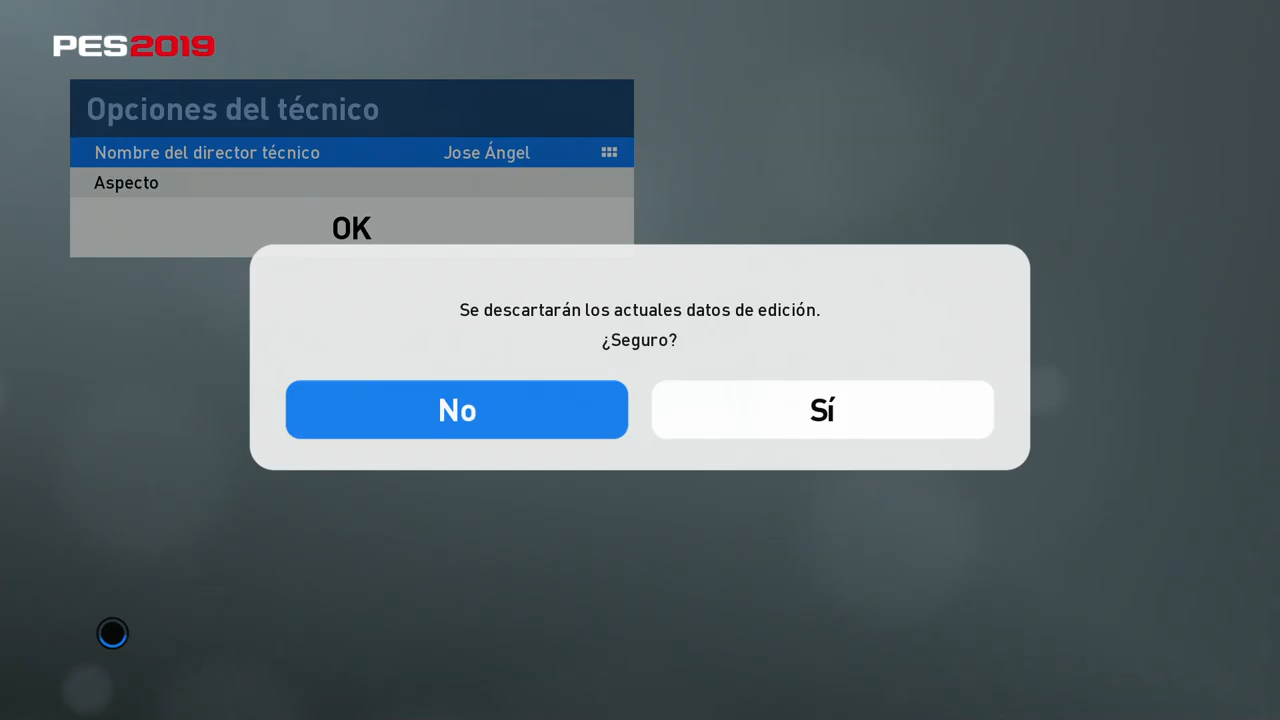 PES2019
Opciones del técnico
Nombre del director técnico Jose Ángel
Aspecto
OK
Se descartarán los actuales datos de edición.
¿Seguro?
No Sí